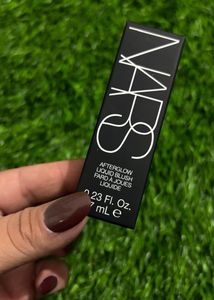 NARS
AFTERGLOW
LIQUID BLUSH
FARD À JOUES
LIQUIDE
0.23 Fl. Oz.
7 mL e